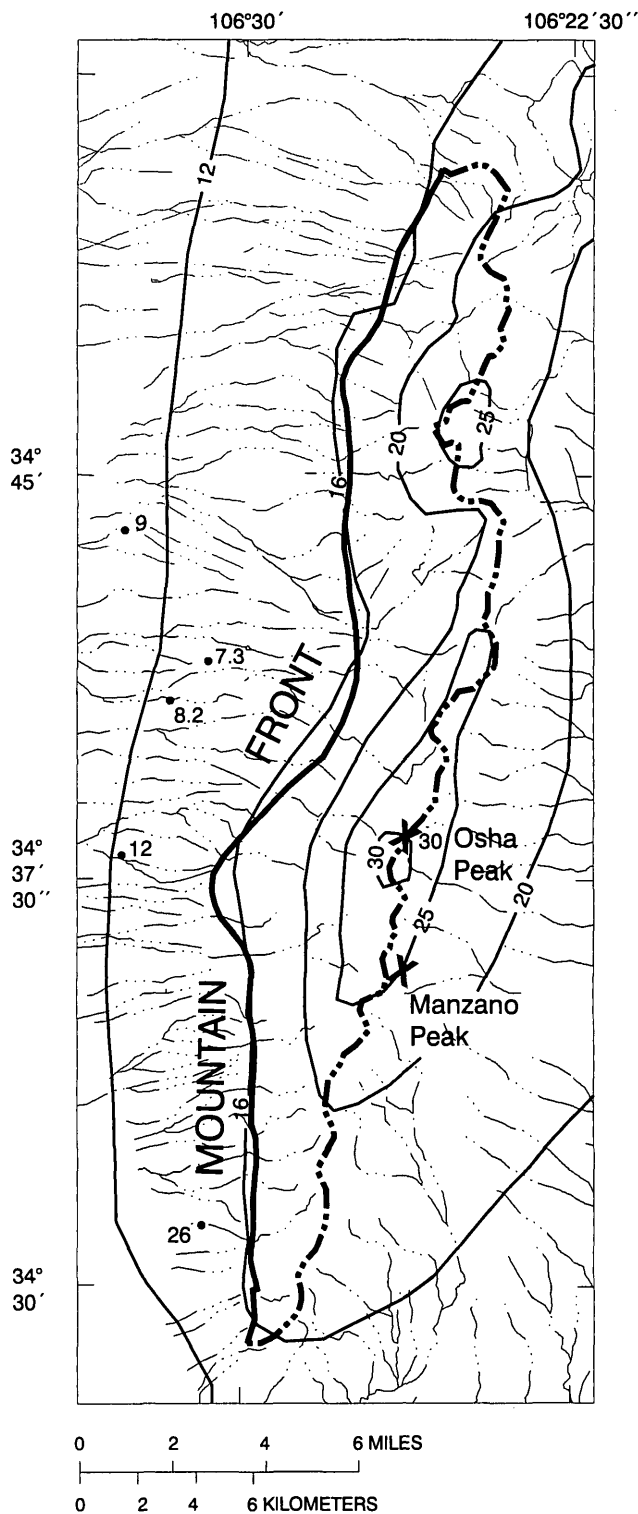 106°30′ 106°22′30′′
12
25
20
34°
45′
16
9
7.3
8.2
FRONT
30 Osha
Peak
30
34°
37′
30′′
12
20
25
Manzano
Peak
MOUNTAIN
16
26
34°
30′
0 2 4 6 MILES
0 2 4 6 KILOMETERS